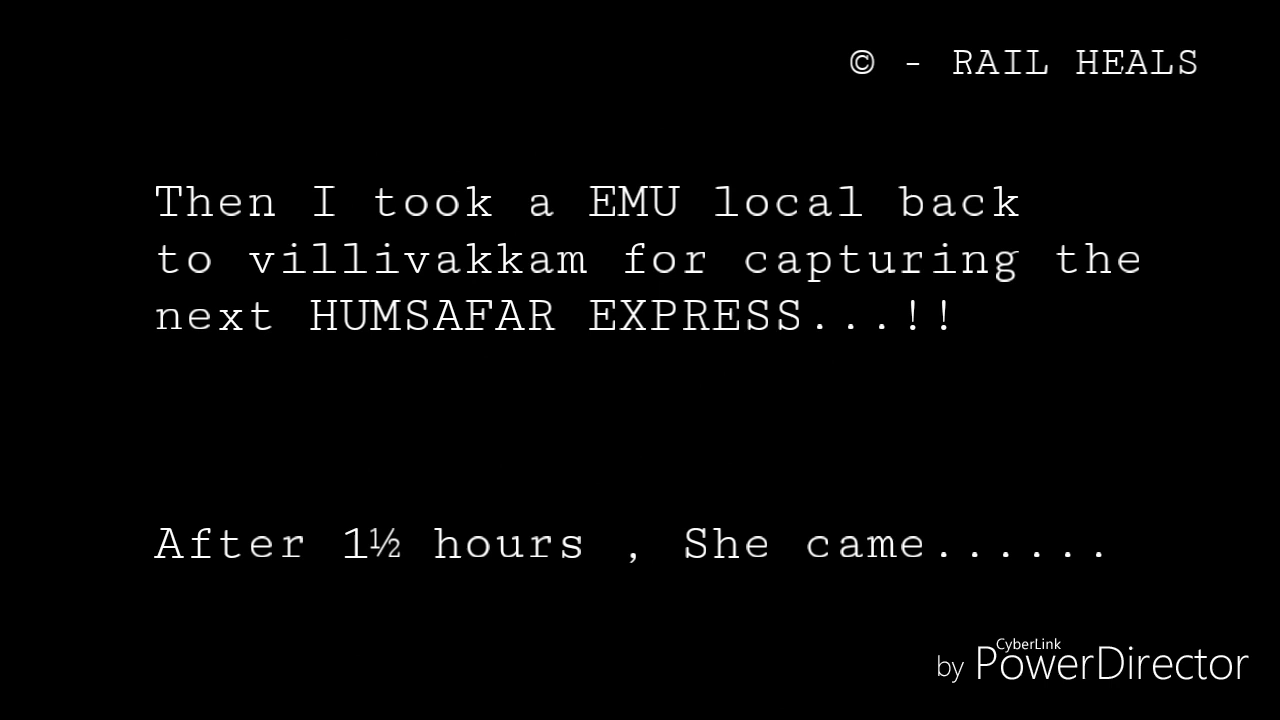 © - RAIL HEALS
Then I took a EMU local back
to villivakkam for capturing the
next HUMSAFAR EXPRESS...!!
After 1½ hours , She came......
CyberLink
by PowerDirector